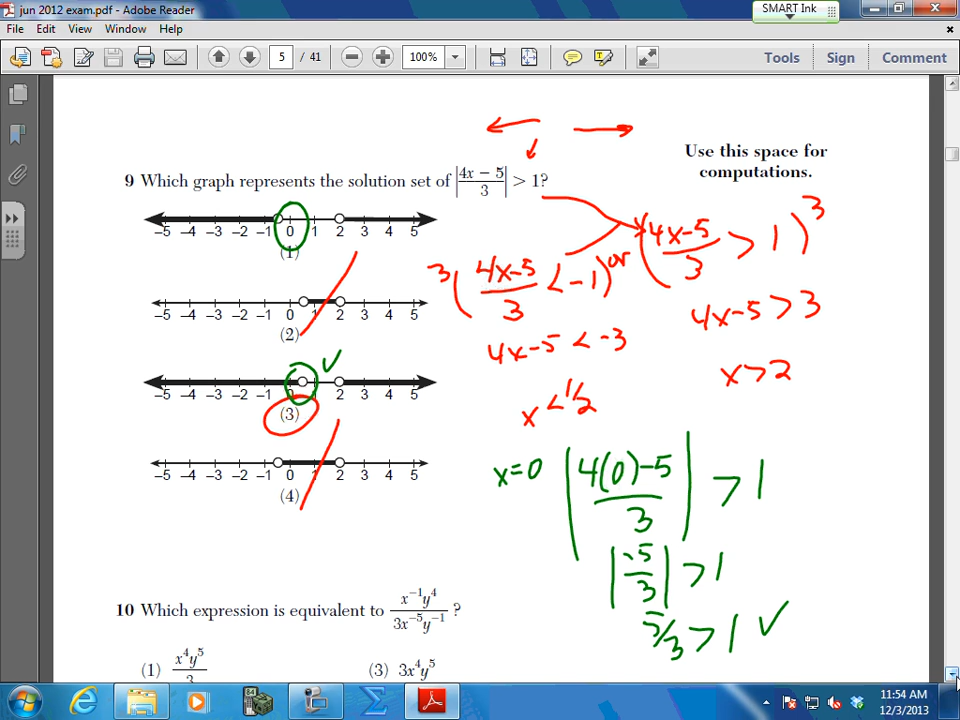 jun 2012 exam.pdf - Adobe Reader
SMART Ink
File Edit View Window Help
5 / 41
100%
Tools Sign Comment
Use this space for
computations.
9 Which graph represents the solution set of |(4x − 5)/3| > 1?
−5 −4 −3 −2 −1 0 1 2 3 4 5
(1)
−5 −4 −3 −2 −1 0 1 2 3 4 5
(2)
−5 −4 −3 −2 −1 0 1 2 3 4 5
(3)
−5 −4 −3 −2 −1 0 1 2 3 4 5
(4)
3((4x-5)/3 < -1) or ((4x-5)/3 > 1)3
4x-5 < -3
4x-5 > 3
x < 1/2
x > 2
x=0 |(4(0)-5)/3| > 1
|-5/3| > 1
5/3 > 1 ✓
10 Which expression is equivalent to x⁻¹y⁴/3x⁻⁵y⁻¹ ?
(1) x⁴y⁵/3
(3) 3x⁴y⁵
11:54 AM
12/3/2013